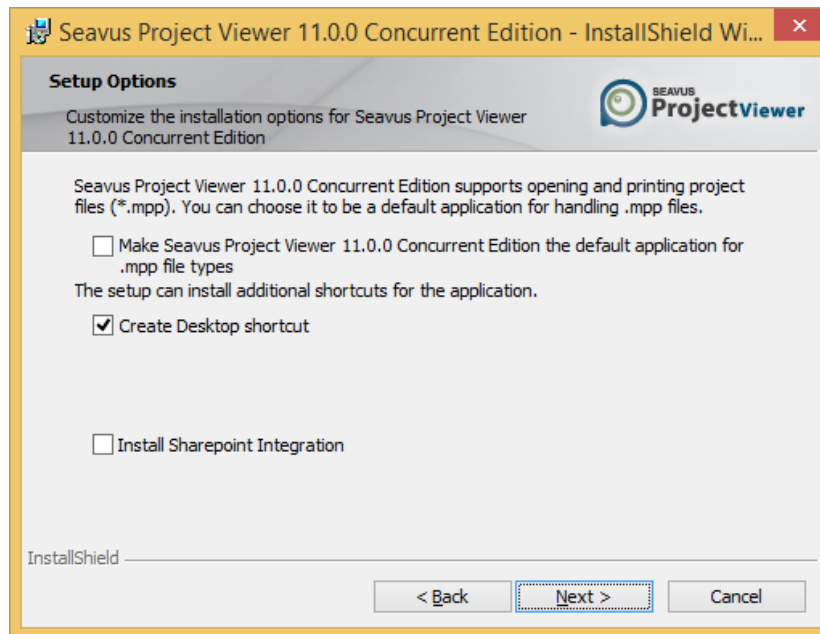 Seavus Project Viewer 11.0.0 Concurrent Edition - InstallShield Wi...
Setup Options
Customize the installation options for Seavus Project Viewer
11.0.0 Concurrent Edition
SEAVUS
ProjectViewer
Seavus Project Viewer 11.0.0 Concurrent Edition supports opening and printing project
files (*.mpp). You can choose it to be a default application for handling .mpp files.
Make Seavus Project Viewer 11.0.0 Concurrent Edition the default application for
.mpp file types
The setup can install additional shortcuts for the application.
Create Desktop shortcut
Install Sharepoint Integration
InstallShield
< Back
Next >
Cancel